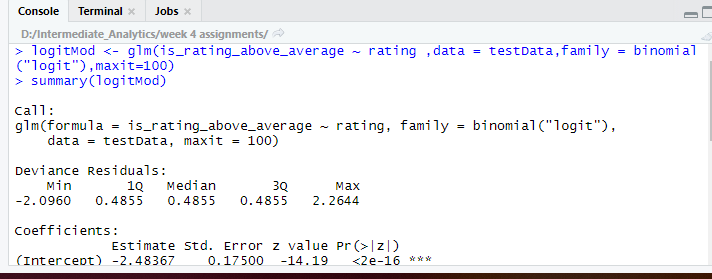 Console Terminal × Jobs ×
D:/Intermediate_Analytics/week 4 assignments/
> logitMod <- glm(is_rating_above_average ~ rating ,data = testData,family = binomial
("logit"),maxit=100)
> summary(logitMod)
Call:
glm(formula = is_rating_above_average ~ rating, family = binomial("logit"),
    data = testData, maxit = 100)
Deviance Residuals:
    Min      1Q  Median      3Q     Max
-2.0960  0.4855  0.4855  0.4855  2.2644
Coefficients:
            Estimate Std. Error z value Pr(>|z|)
(Intercept) -2.48367    0.17500  -14.19   <2e-16 ***